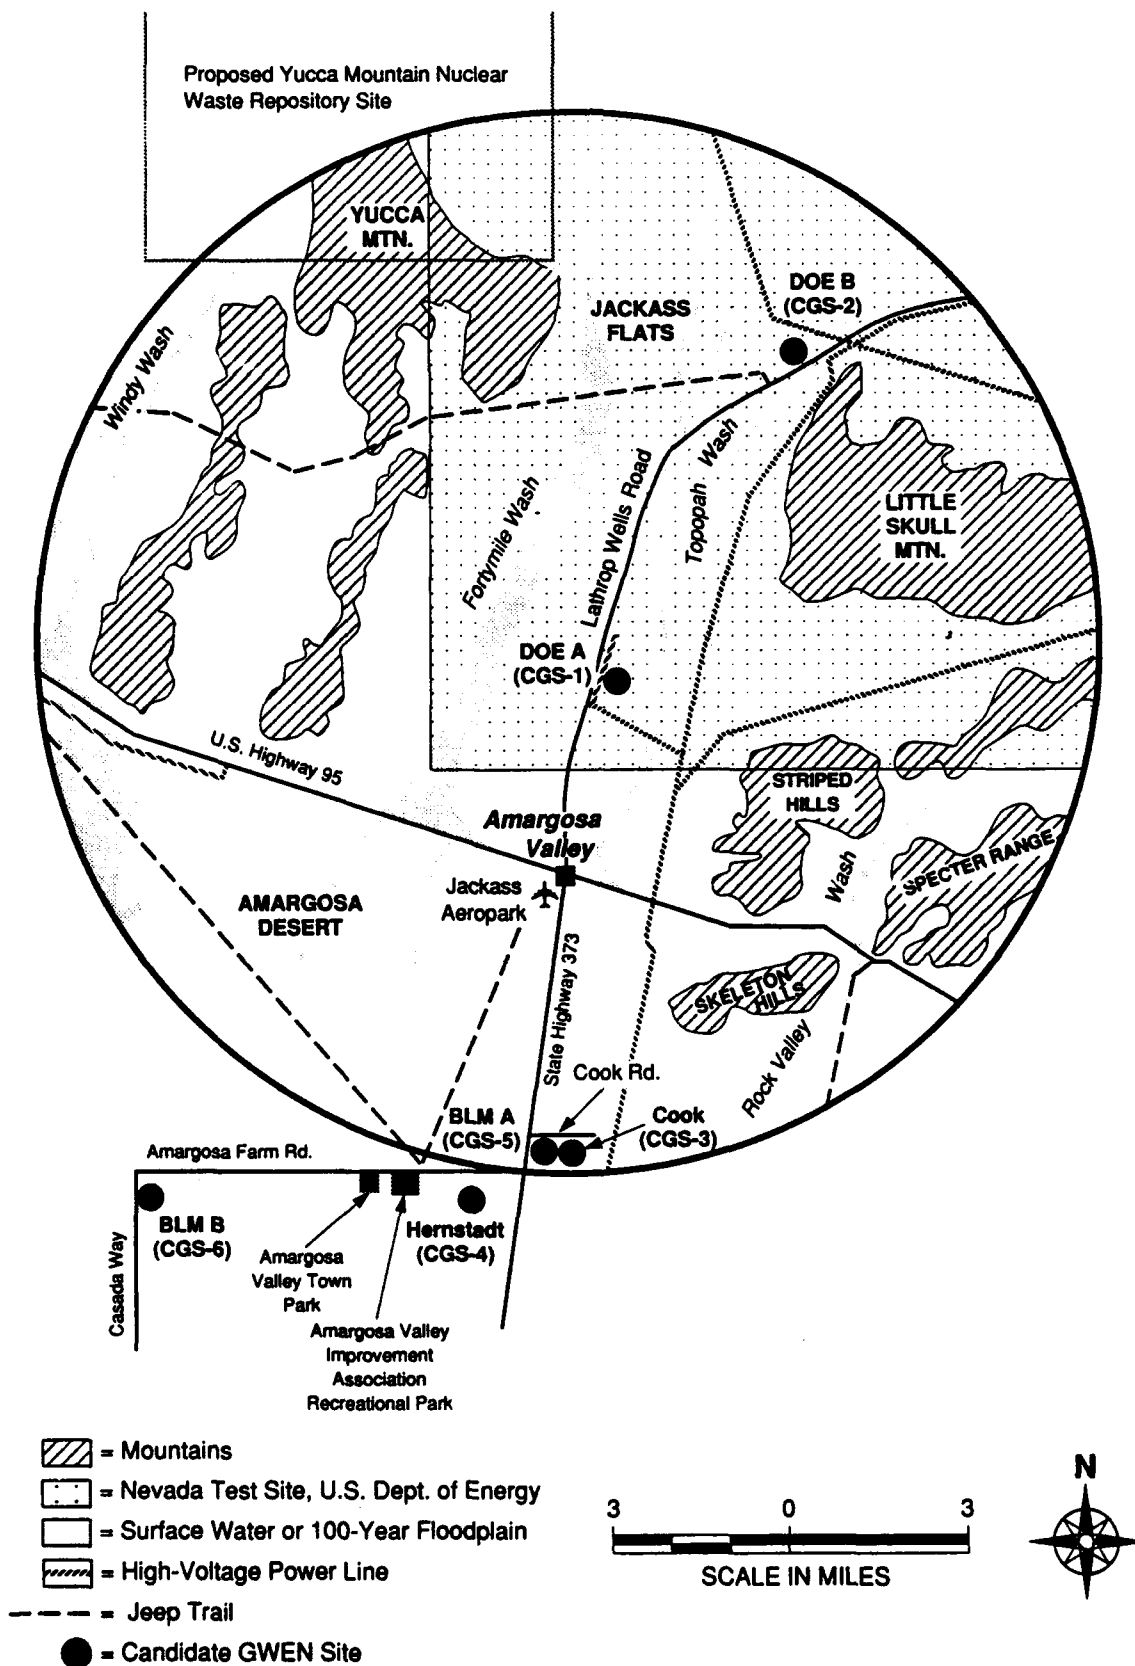 Proposed Yucca Mountain Nuclear
Waste Repository Site
YUCCA
MTN.
DOE B
(CGS-2)
JACKASS
FLATS
Windy Wash
Topopah Wash
Lathrop Wells Road
Fortymile Wash
LITTLE
SKULL
MTN.
DOE A
(CGS-1)
U.S. Highway 95
STRIPED
HILLS
Amargosa
Valley
Wash
SPECTER RANGE
Jackass
Aeropark
AMARGOSA
DESERT
State Highway 373
SKELETON
HILLS
Rock Valley
Cook Rd.
BLM A
(CGS-5)
Cook
(CGS-3)
Amargosa Farm Rd.
BLM B
(CGS-6)
Hernstadt
(CGS-4)
Casada Way
Amargosa
Valley Town
Park
Amargosa Valley
Improvement
Association
Recreational Park
= Mountains
= Nevada Test Site, U.S. Dept. of Energy
= Surface Water or 100-Year Floodplain
= High-Voltage Power Line
= Jeep Trail
= Candidate GWEN Site
3 0 3
SCALE IN MILES
N